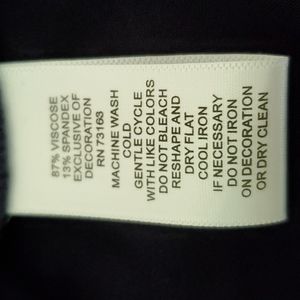 87% VISCOSE
13% SPANDEX
EXCLUSIVE OF
DECORATION
RN 73163
MACHINE WASH
COLD
GENTLE CYCLE
WITH LIKE COLORS
DO NOT BLEACH
RESHAPE AND
DRY FLAT
COOL IRON
IF NECESSARY
DO NOT IRON
ON DECORATION
OR DRY CLEAN